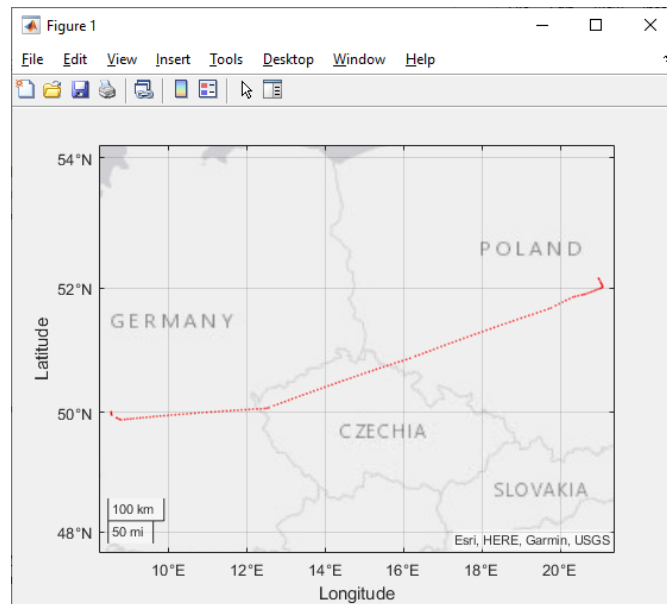 Figure 1
File Edit View Insert Tools Desktop Window Help
54°N
POLAND
52°N
GERMANY
Latitude
50°N
CZECHIA
SLOVAKIA
100 km
50 mi
48°N
Esri, HERE, Garmin, USGS
10°E 12°E 14°E 16°E 18°E 20°E
Longitude